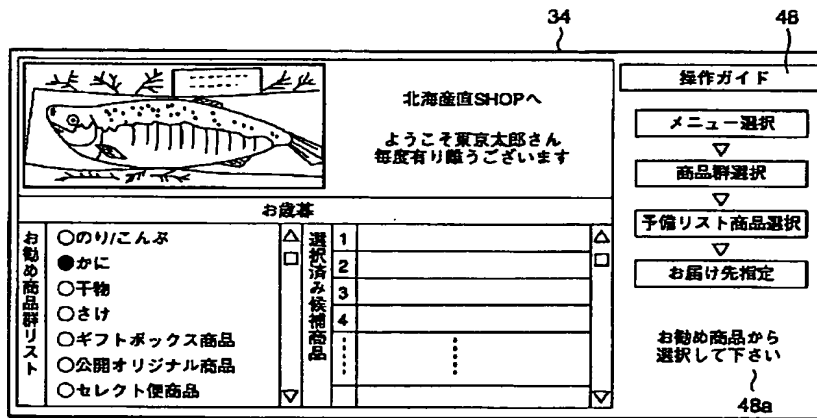 34
48
北海産直SHOPへ
ようこそ東京太郎さん
毎度有り難うございます
お歳暮
お勧め商品群リスト
○のり/こんぶ
●かに
○干物
○さけ
○ギフトボックス商品
○公開オリジナル商品
○セレクト便商品
選択済み候補商品
1
2
3
4
操作ガイド
メニュー選択
商品群選択
予備リスト商品選択
お届け先指定
お勧め商品から
選択して下さい
48a